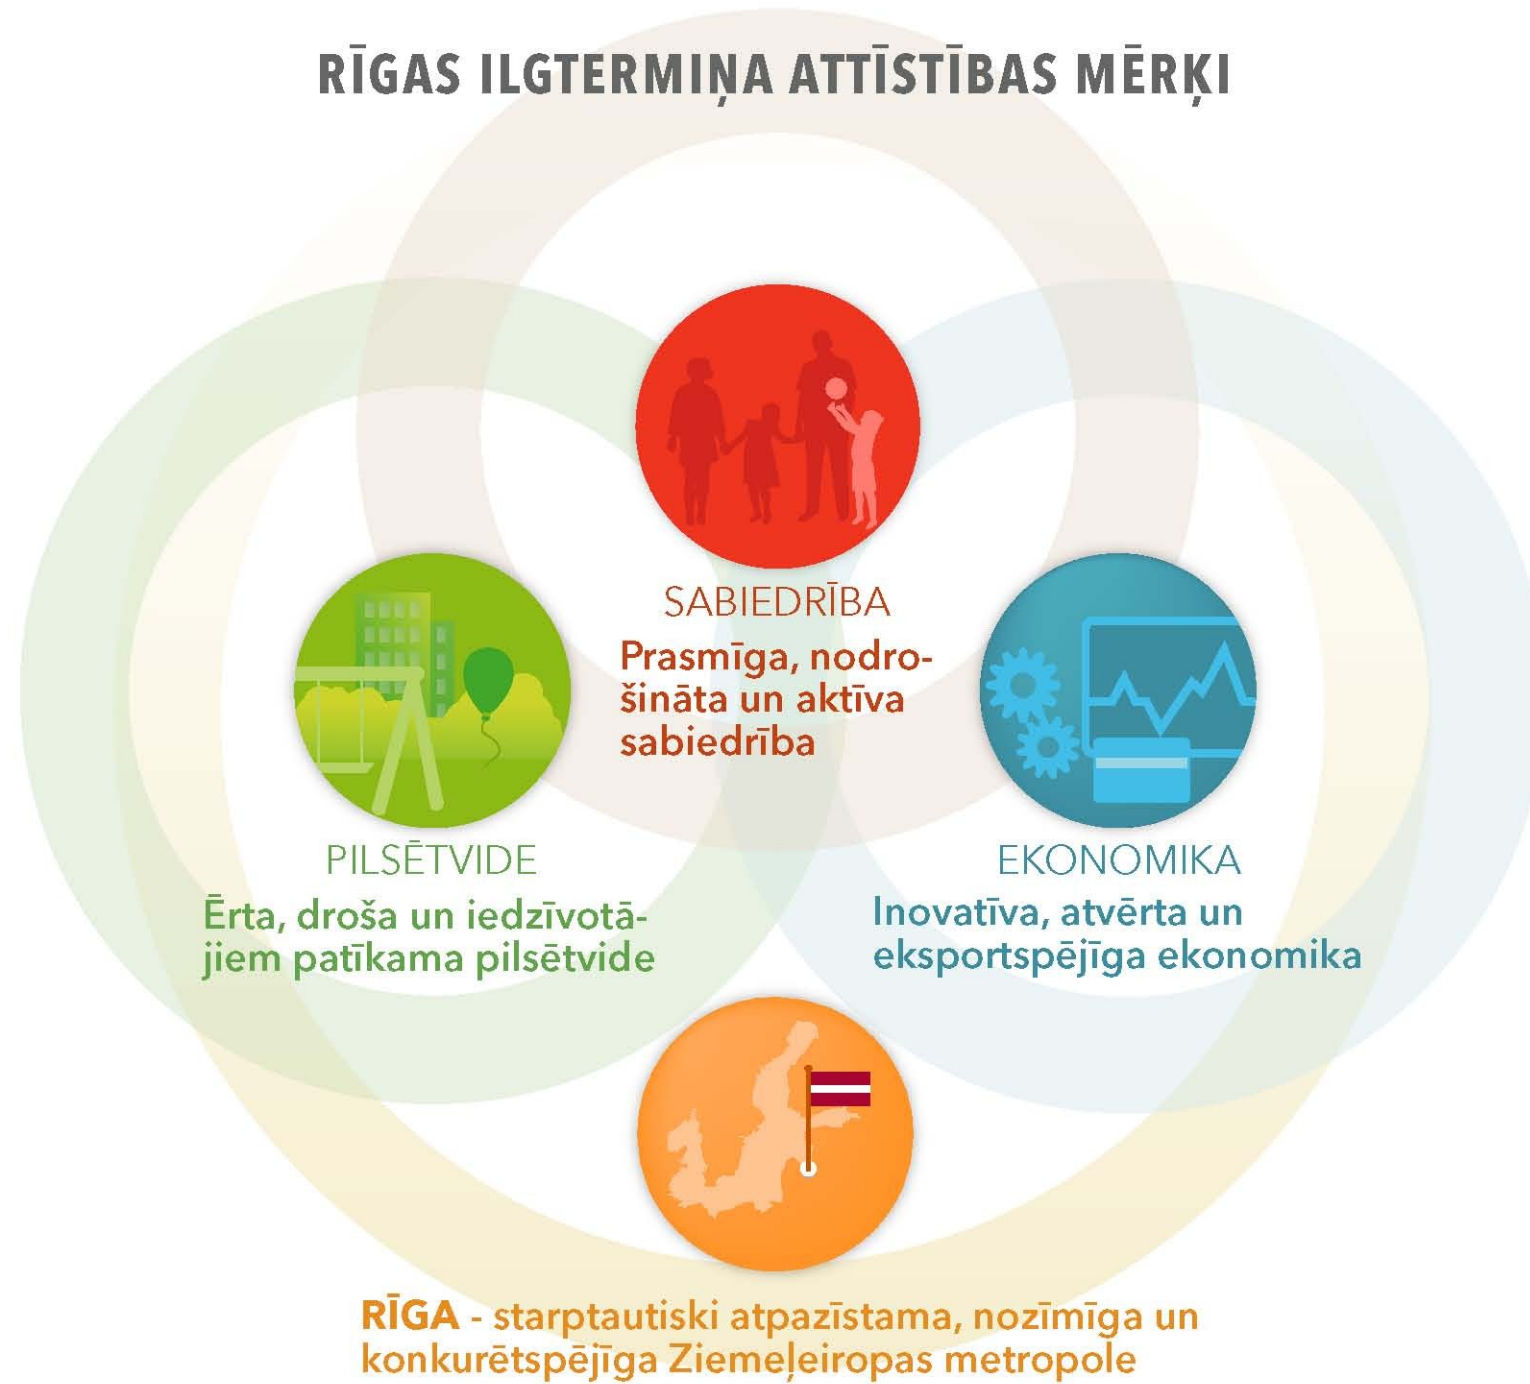 RĪGAS ILGTERMIŅA ATTĪSTĪBAS MĒRĶI
SABIEDRĪBA
Prasmīga, nodro-
šināta un aktīva
sabiedrība
PILSĒTVIDE
Ērta, droša un iedzīvotā-
jiem patīkama pilsētvide
EKONOMIKA
Inovatīva, atvērta un
eksportspējīga ekonomika
RĪGA - starptautiski atpazīstama, nozīmīga un
konkurētspējīga Ziemeļeiropas metropole